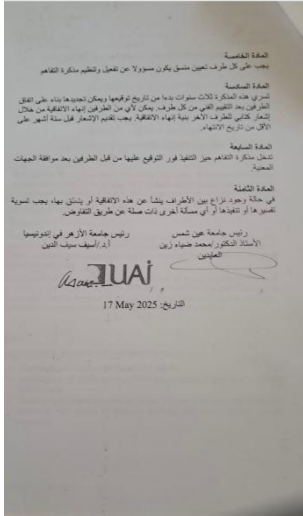 المادة الخامسة
يجب على كل طرف تعيين منسق يكون مسؤولا عن تفعيل وتنظيم مذكرة التفاهم
المادة السادسة
تسري هذه المذكرة ثلاث سنوات بدءا من تاريخ توقيعها ويمكن تجديدها بناء على اتفاق
الطرفين بعد التقييم الفني من كل طرف. يمكن لأي من الطرفين إنهاء الاتفاقية من خلال
إشعار كتابي للطرف الآخر بنية إنهاء الاتفاقية. يجب تقديم الإشعار قبل ستة أشهر على
الأقل من تاريخ الانتهاء.
المادة السابعة
تدخل مذكرة التفاهم حيز التنفيذ فور التوقيع عليها من قبل الطرفين بعد موافقة الجهات
المعنية.
المادة الثامنة
في حالة وجود نزاع بين الأطراف ينشأ عن هذه الاتفاقية أو يتعلق بها، يجب تسوية
تفسيرها أو تنفيذها أو أي مسألة أخرى ذات صلة عن طريق التفاوض.
رئيس جامعة عين شمس
الأستاذ الدكتور/محمد ضياء زين
العابدين
رئيس جامعة الأزهر في إندونيسيا
أ.د/أسيف سيف الدين
UAI
التاريخ: 17 May 2025